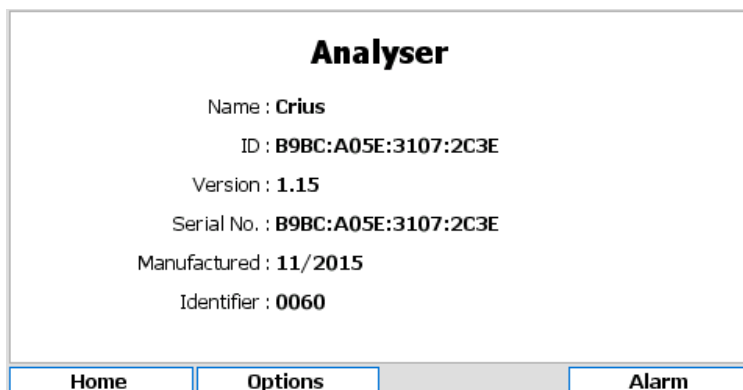 Analyser
Name : Crius
ID : B9BC:A05E:3107:2C3E
Version : 1.15
Serial No. : B9BC:A05E:3107:2C3E
Manufactured : 11/2015
Identifier : 0060
Home Options Alarm